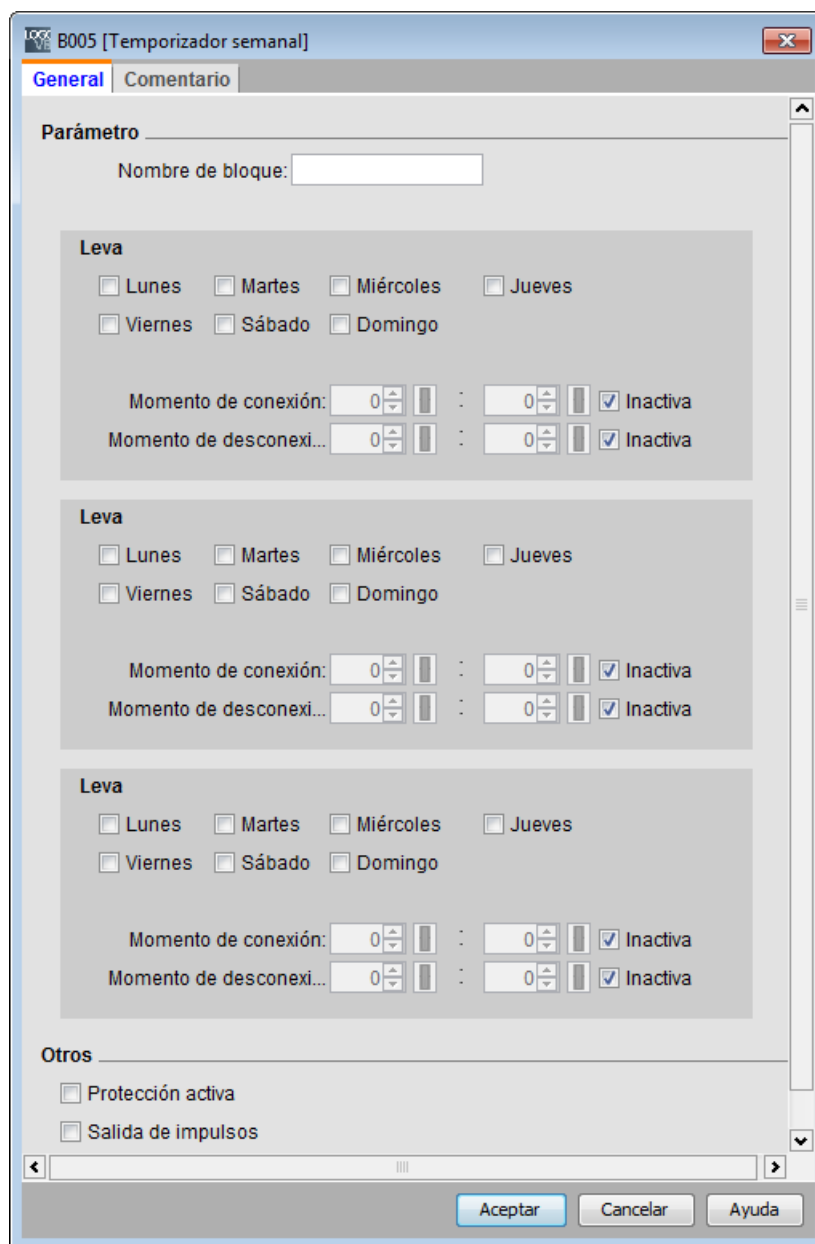 B005 [Temporizador semanal]
General Comentario
Parámetro
Nombre de bloque:
Leva
Lunes Martes Miércoles Jueves
Viernes Sábado Domingo
Momento de conexión: 0 : 0 Inactiva
Momento de desconexi... 0 : 0 Inactiva
Leva
Lunes Martes Miércoles Jueves
Viernes Sábado Domingo
Momento de conexión: 0 : 0 Inactiva
Momento de desconexi... 0 : 0 Inactiva
Leva
Lunes Martes Miércoles Jueves
Viernes Sábado Domingo
Momento de conexión: 0 : 0 Inactiva
Momento de desconexi... 0 : 0 Inactiva
Otros
Protección activa
Salida de impulsos
Aceptar Cancelar Ayuda